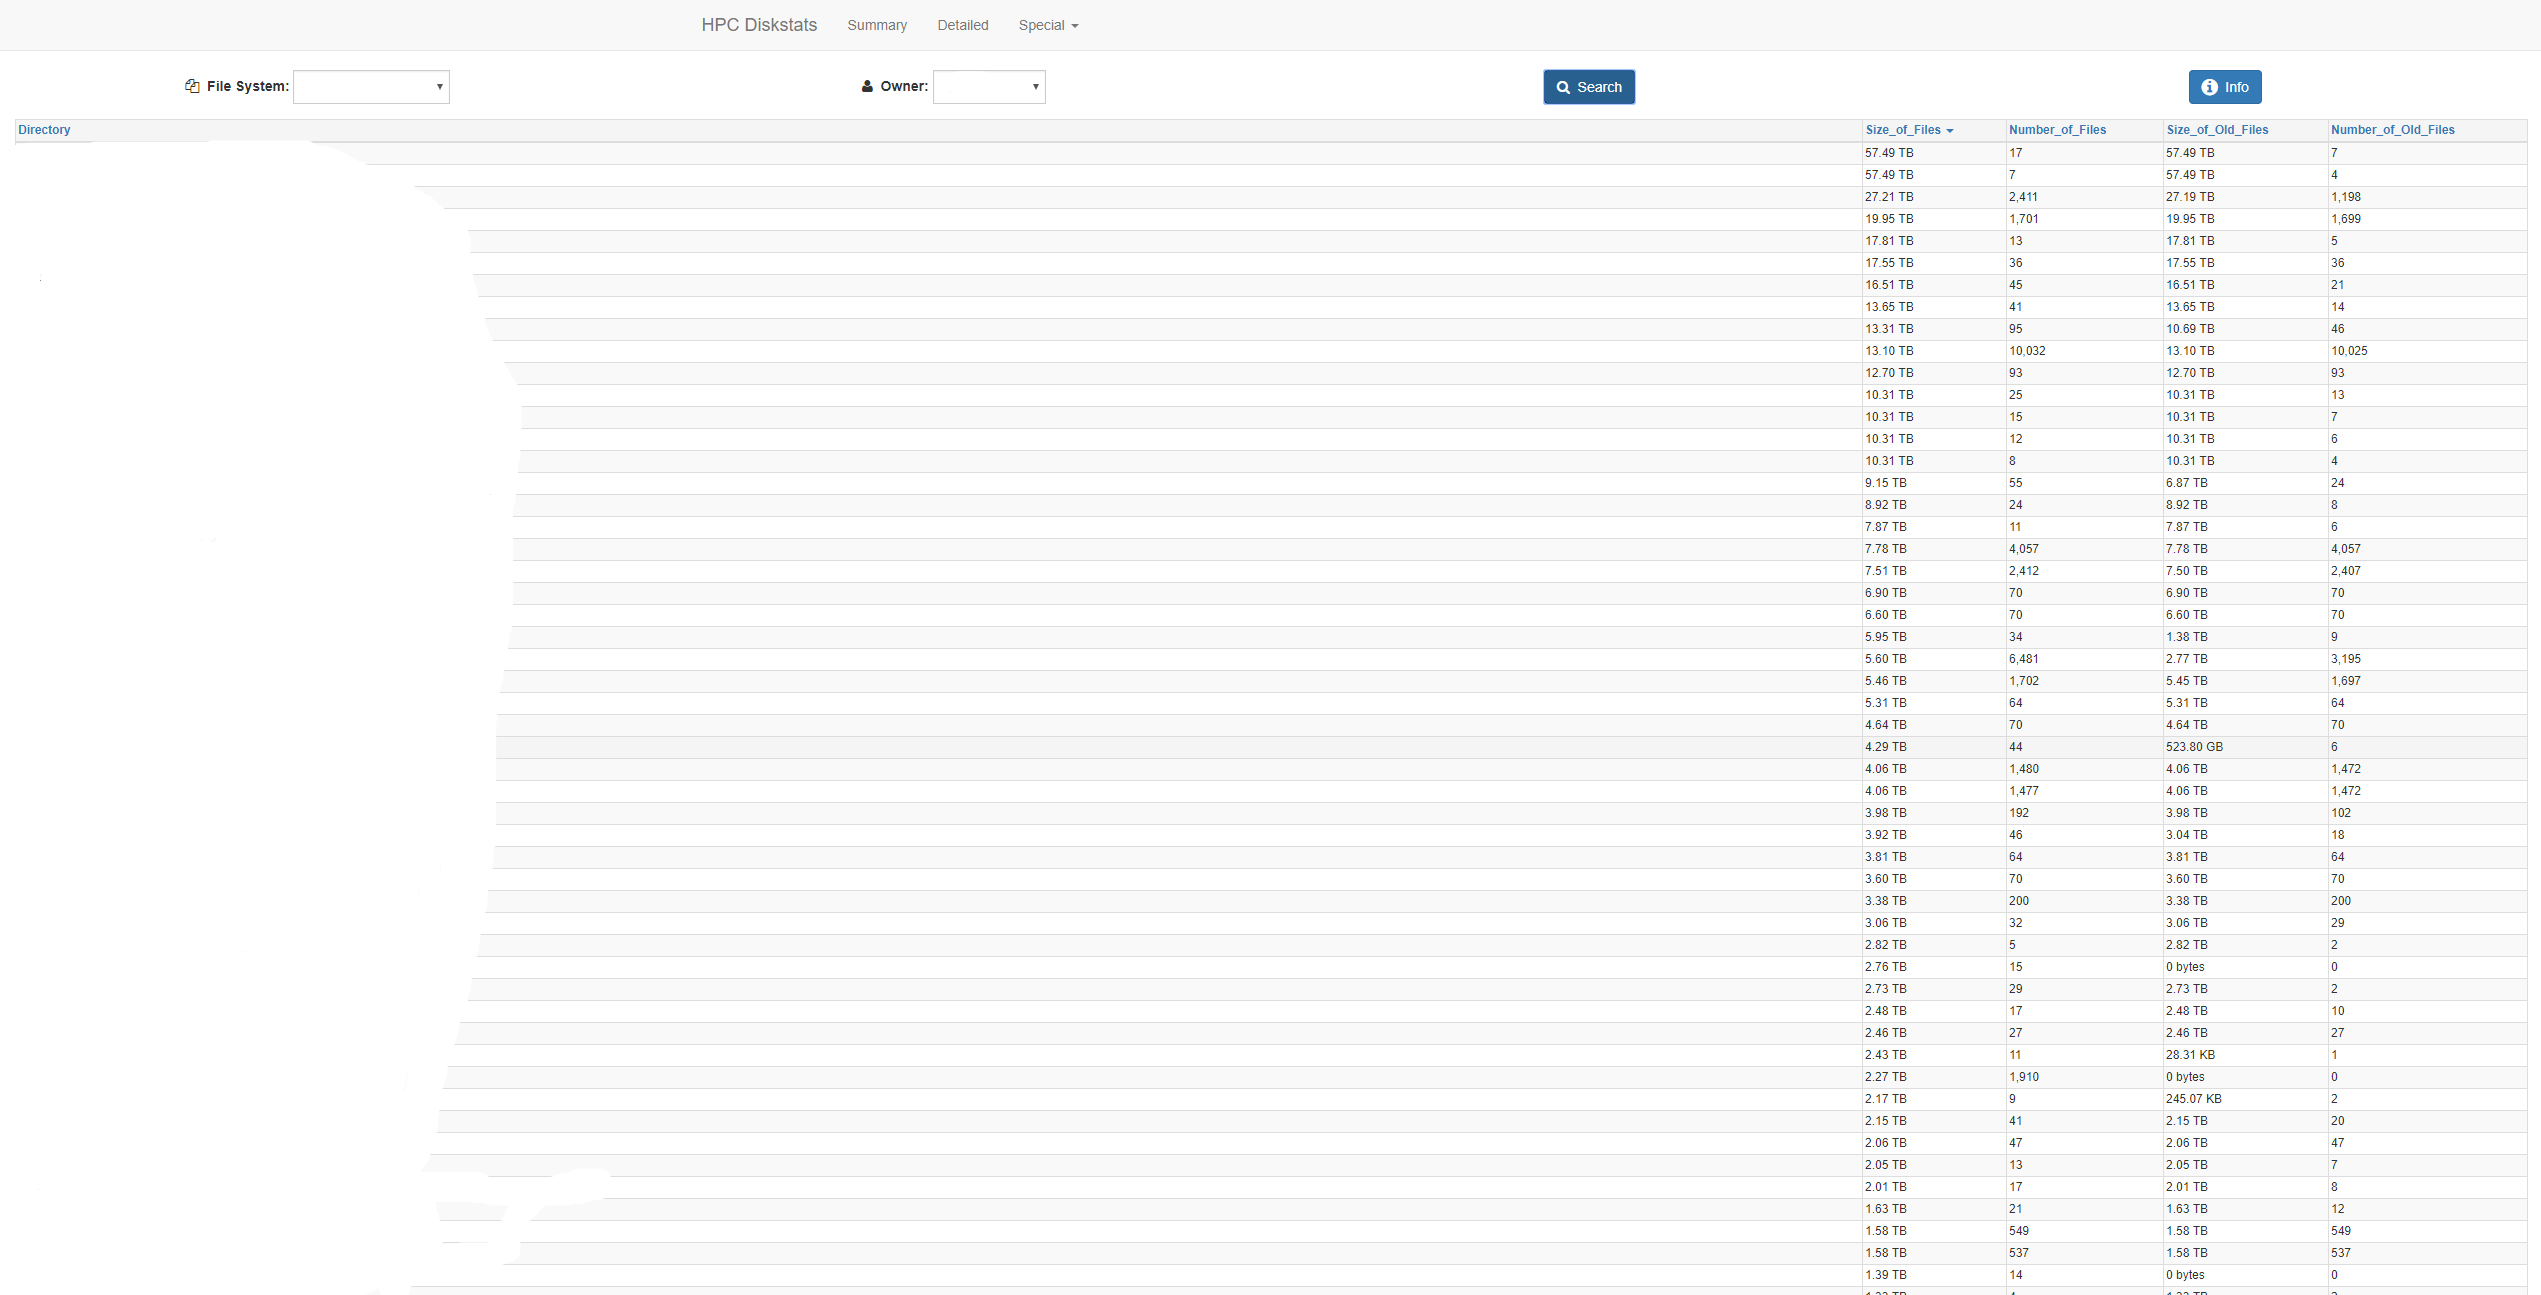 HPC Diskstats Summary Detailed Special
File System: Owner: Search Info
Directory Size_of_Files Number_of_Files Size_of_Old_Files Number_of_Old_Files
57.49 TB 17 57.49 TB 7
57.49 TB 7 57.49 TB 4
27.21 TB 2,411 27.19 TB 1,198
19.95 TB 1,701 19.95 TB 1,699
17.81 TB 13 17.81 TB 5
17.55 TB 36 17.55 TB 36
16.51 TB 45 16.51 TB 21
13.65 TB 41 13.65 TB 14
13.31 TB 95 10.69 TB 46
13.10 TB 10,032 13.10 TB 10,025
12.70 TB 93 12.70 TB 93
10.31 TB 25 10.31 TB 13
10.31 TB 15 10.31 TB 7
10.31 TB 12 10.31 TB 6
10.31 TB 8 10.31 TB 4
9.15 TB 55 6.87 TB 24
8.92 TB 24 8.92 TB 8
7.87 TB 11 7.87 TB 6
7.78 TB 4,057 7.78 TB 4,057
7.51 TB 2,412 7.50 TB 2,407
6.90 TB 70 6.90 TB 70
6.60 TB 70 6.60 TB 70
5.95 TB 34 1.38 TB 9
5.60 TB 6,481 2.77 TB 3,195
5.46 TB 1,702 5.45 TB 1,697
5.31 TB 64 5.31 TB 64
4.64 TB 70 4.64 TB 70
4.29 TB 44 523.80 GB 6
4.06 TB 1,480 4.06 TB 1,472
4.06 TB 1,477 4.06 TB 1,472
3.98 TB 192 3.98 TB 102
3.92 TB 46 3.04 TB 18
3.81 TB 64 3.81 TB 64
3.60 TB 70 3.60 TB 70
3.38 TB 200 3.38 TB 200
3.06 TB 32 3.06 TB 29
2.82 TB 5 2.82 TB 2
2.76 TB 15 0 bytes 0
2.73 TB 29 2.73 TB 2
2.48 TB 17 2.48 TB 10
2.46 TB 27 2.46 TB 27
2.43 TB 11 28.31 KB 1
2.27 TB 1,910 0 bytes 0
2.17 TB 9 245.07 KB 2
2.15 TB 41 2.15 TB 20
2.06 TB 47 2.06 TB 47
2.05 TB 13 2.05 TB 7
2.01 TB 17 2.01 TB 8
1.63 TB 21 1.63 TB 12
1.58 TB 549 1.58 TB 549
1.58 TB 537 1.58 TB 537
1.39 TB 14 0 bytes 0